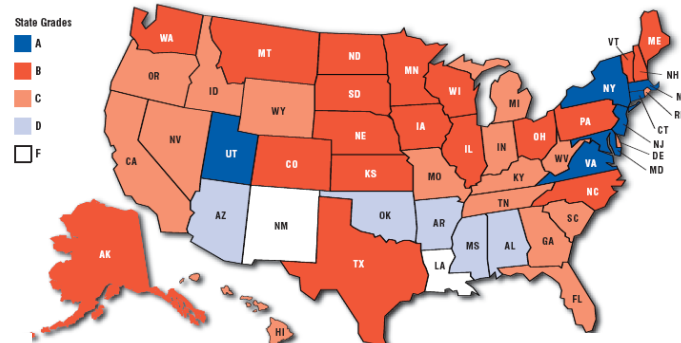 State Grades
A
B
C
D
F
WA
OR
CA
NV
ID
MT
WY
UT
AZ
CO
NM
ND
SD
NE
KS
OK
TX
MN
IA
MO
AR
LA
WI
IL
MS
MI
IN
KY
TN
AL
OH
WV
GA
FL
SC
NC
VA
PA
NY
VT
ME
NH
CT
NJ
DE
MD
AK
HI